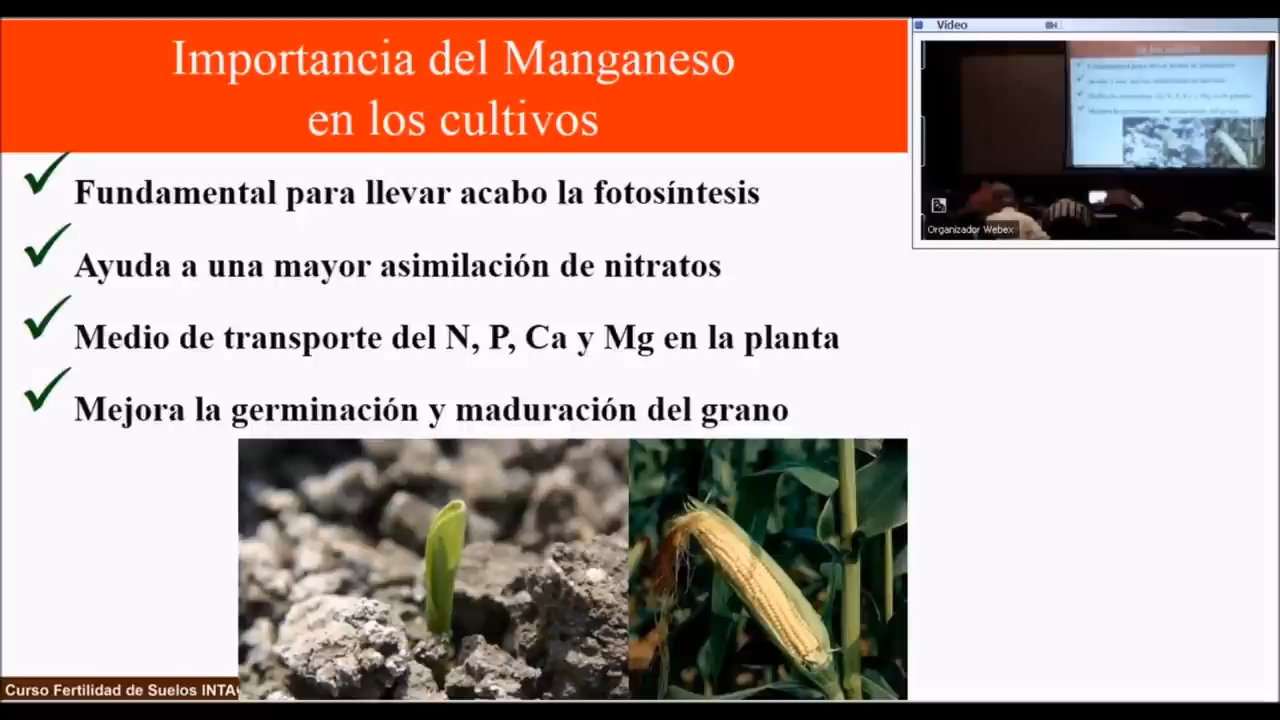 Importancia del Manganeso
en los cultivos
Fundamental para llevar acabo la fotosíntesis
Ayuda a una mayor asimilación de nitratos
Medio de transporte del N, P, Ca y Mg en la planta
Mejora la germinación y maduración del grano
Curso Fertilidad de Suelos INTA
Vídeo
Organizador Webex